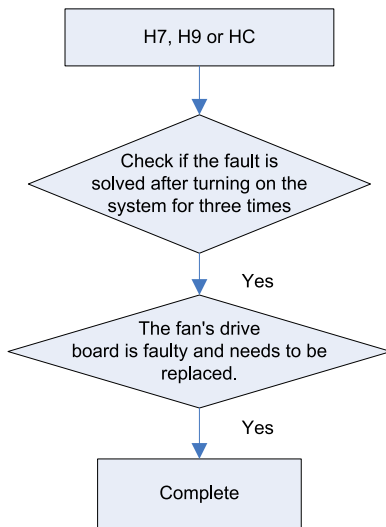 H7, H9 or HC
Check if the fault is
solved after turning on the
system for three times
Yes
The fan's drive
board is faulty and needs to be
replaced.
Yes
Complete